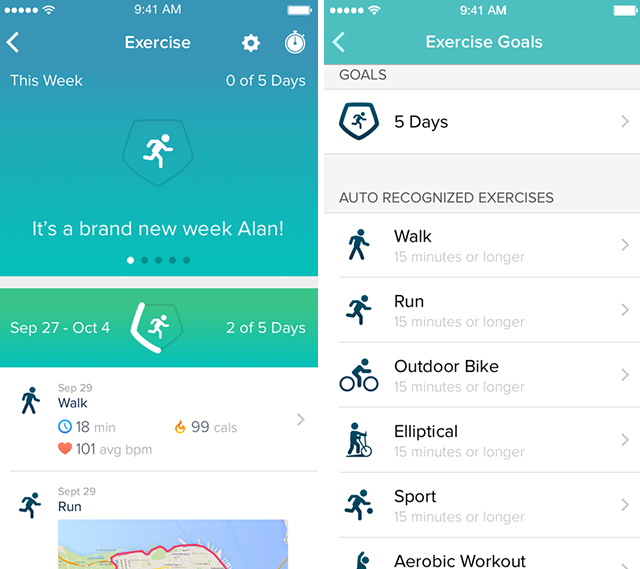 9:41 AM
Exercise
This Week 0 of 5 Days
It's a brand new week Alan!
Sep 27 - Oct 4 2 of 5 Days
Sep 29
Walk
18 min 99 cals
101 avg bpm
Sept 29
Run
9:41 AM
Exercise Goals
GOALS
5 Days
AUTO RECOGNIZED EXERCISES
Walk
15 minutes or longer
Run
15 minutes or longer
Outdoor Bike
15 minutes or longer
Elliptical
15 minutes or longer
Sport
15 minutes or longer
Aerobic Workout